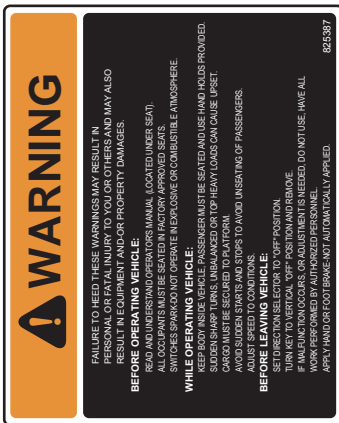 WARNING
FAILURE TO HEED THESE WARNINGS MAY RESULT IN
PERSONAL OR FATAL INJURY TO YOU OR OTHERS AND MAY ALSO
RESULT IN EQUIPMENT AND/OR PROPERTY DAMAGES.
BEFORE OPERATING VEHICLE:
READ AND UNDERSTAND OPERATOR'S MANUAL (LOCATED UNDER SEAT).
ALL OCCUPANTS MUST BE SEATED IN FACTORY APPROVED SEATS.
SWITCHES SPARK-DO NOT OPERATE IN EXPLOSIVE OR COMBUSTIBLE ATMOSPHERE.
WHILE OPERATING VEHICLE:
KEEP BODY INSIDE VEHICLE, PASSENGER MUST BE SEATED AND USE HAND HOLDS PROVIDED.
SUDDEN SHARP TURNS, UNBALANCED OR TOP HEAVY LOADS CAN CAUSE UPSET.
CARGO MUST BE SECURED TO PLATFORM.
AVOID SUDDEN STARTS AND STOPS TO AVOID UNSEATING OF PASSENGERS.
ADJUST SPEED TO CONDITIONS.
BEFORE LEAVING VEHICLE:
SET DIRECTION SELECTOR TO "OFF" POSITION.
TURN KEY TO VERTICAL "OFF" POSITION AND REMOVE.
IF MALFUNCTION OCCURS, OR ADJUSTMENT IS NEEDED, DO NOT USE, HAVE ALL
WORK PERFORMED BY AUTHORIZED PERSONNEL.
APPLY HAND OR FOOT BRAKE-NOT AUTOMATICALLY APPLIED.
825387